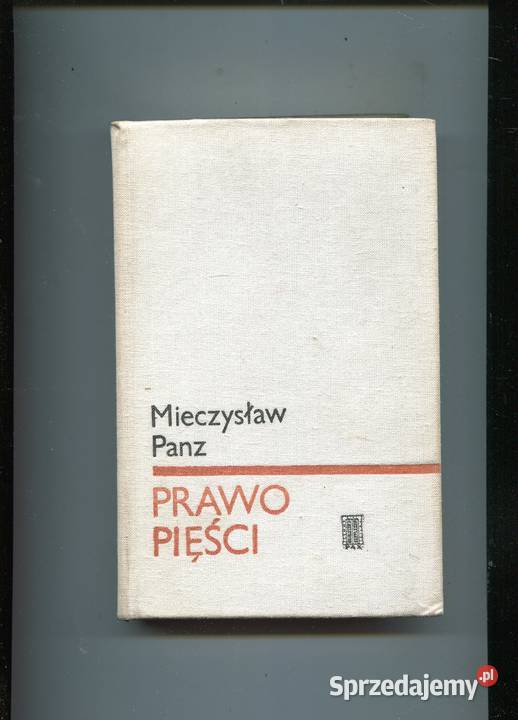 Mieczysław
Panz
PRAWO
PIĘŚCI
PAX
Sprzedajemy.pl